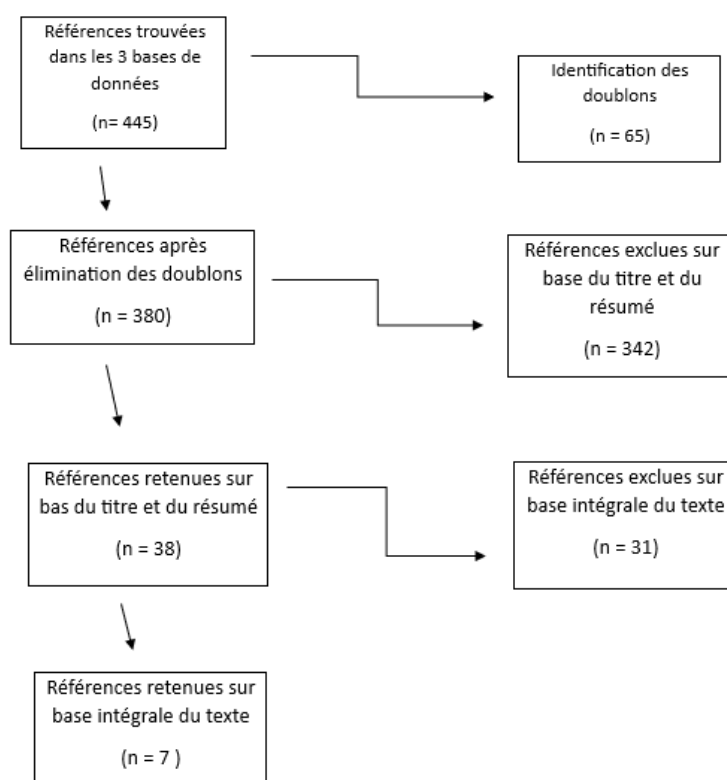 Références trouvées
dans les 3 bases de
données
(n= 445)
Identification des
doublons
(n = 65)
Références après
élimination des doublons
(n = 380)
Références exclues sur
base du titre et du
résumé
(n = 342)
Références retenues sur
bas du titre et du résumé
(n = 38)
Références exclues sur
base intégrale du texte
(n = 31)
Références retenues sur
base intégrale du texte
(n = 7 )